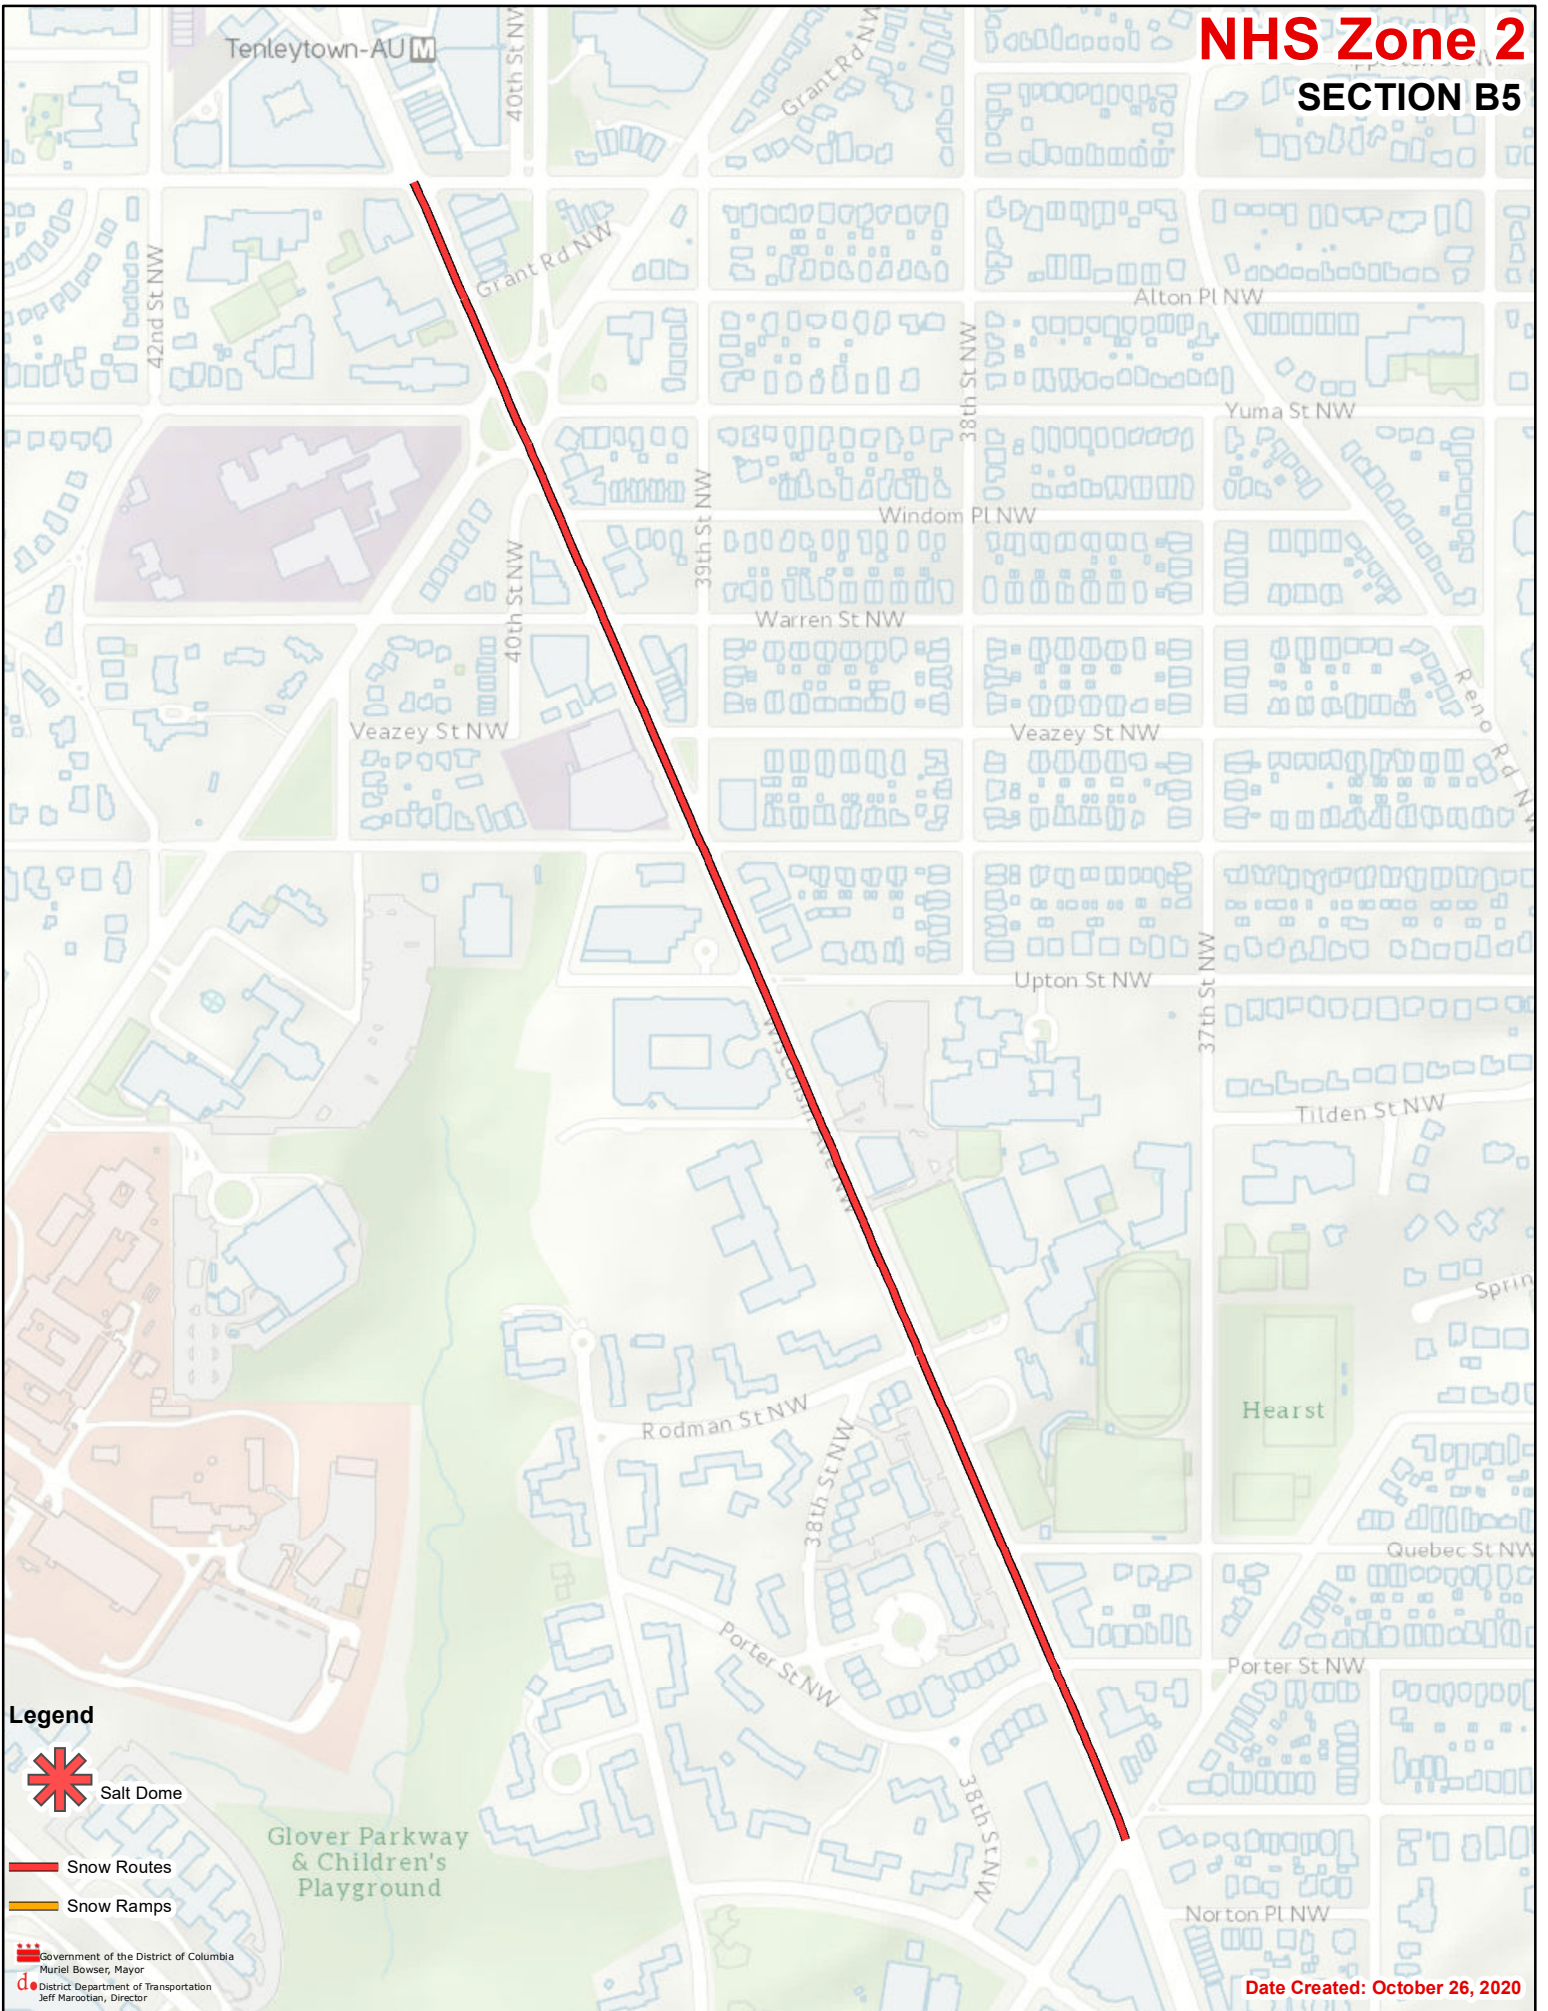 NHS Zone 2
SECTION B5
Tenleytown-AU M
40th St NW
Grant Rd NW
Grant Rd NW
42nd St NW
Alton Pl NW
38th St NW
Yuma St NW
39th St NW
Windom Pl NW
40th St NW
Warren St NW
Reno Rd NW
Veazey St NW
Veazey St NW
Upton St NW
37th St NW
Wisconsin Ave NW
Tilden St NW
Sprin
Rodman St NW
Hearst
38th St NW
Quebec St NW
Porter St NW
Porter St NW
38th St NW
Norton Pl NW
Glover Parkway
& Children's
Playground
Legend
Salt Dome
Snow Routes
Snow Ramps
Government of the District of Columbia
Muriel Bowser, Mayor
d.
District Department of Transportation
Jeff Marootian, Director
Date Created: October 26, 2020